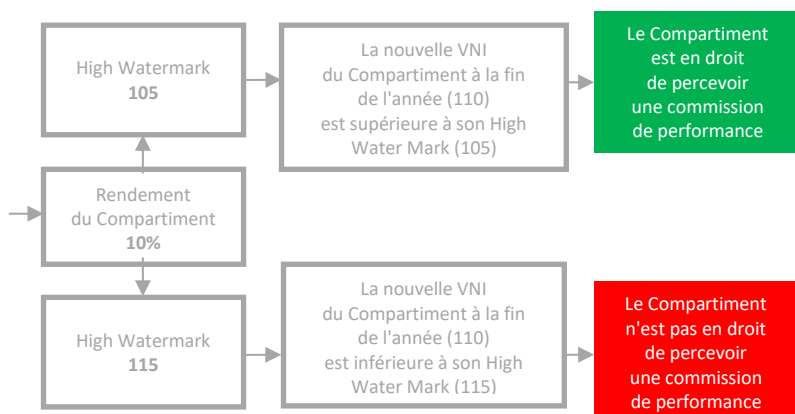 High Watermark
105
La nouvelle VNI
du Compartiment à la fin
de l'année (110)
est supérieure à son High
Water Mark (105)
Le Compartiment
est en droit
de percevoir
une commission
de performance
Rendement
du Compartiment
10%
High Watermark
115
La nouvelle VNI
du Compartiment à la fin
de l'année (110)
est inférieure à son High
Water Mark (115)
Le Compartiment
n'est pas en droit
de percevoir
une commission
de performance